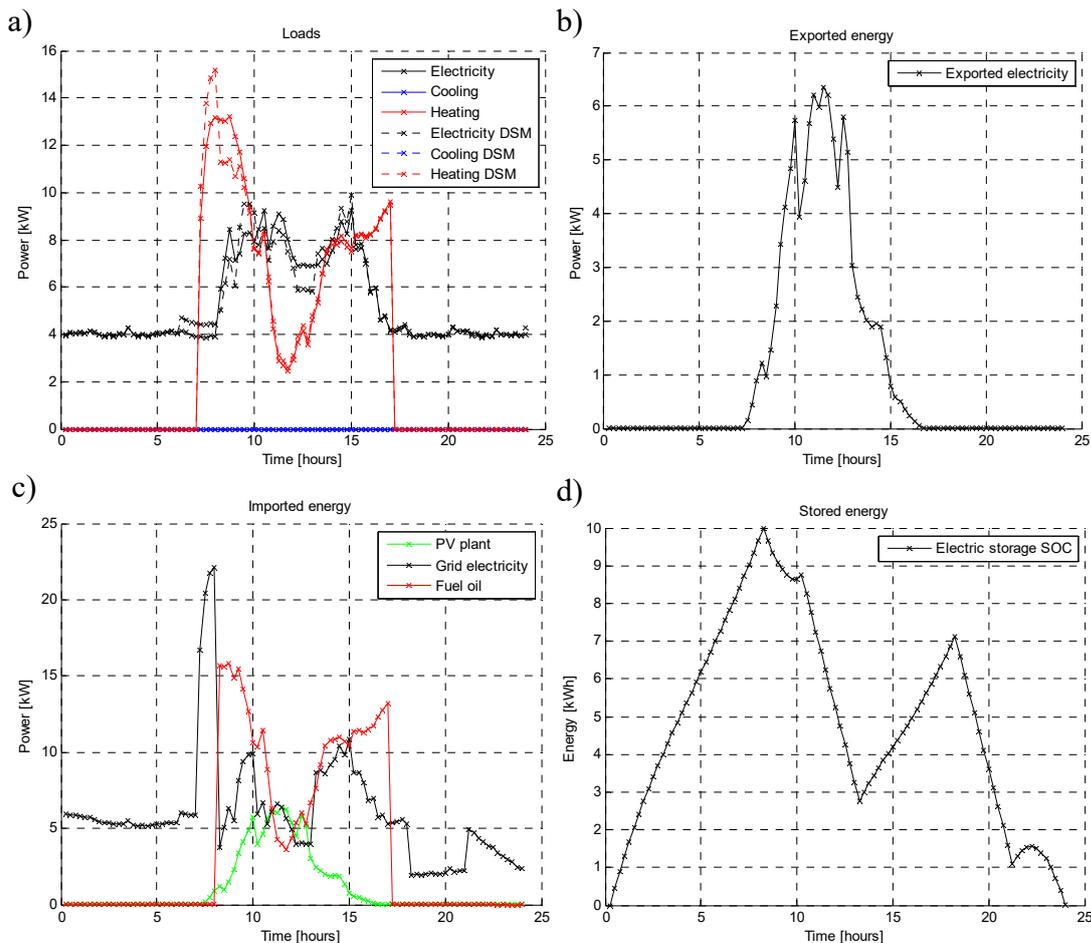 a)
Loads
Power [kW]
16
14
12
10
8
6
4
2
0
0 5 10 15 20 25
Time [hours]
Electricity
Cooling
Heating
Electricity DSM
Cooling DSM
Heating DSM
b)
Exported energy
Power [kW]
7
6
5
4
3
2
1
0
0 5 10 15 20 25
Time [hours]
Exported electricity
c)
Imported energy
Power [kW]
25
20
15
10
5
0
0 5 10 15 20 25
Time [hours]
PV plant
Grid electricity
Fuel oil
d)
Stored energy
Energy [kWh]
10
9
8
7
6
5
4
3
2
1
0
0 5 10 15 20 25
Time [hours]
Electric storage SOC